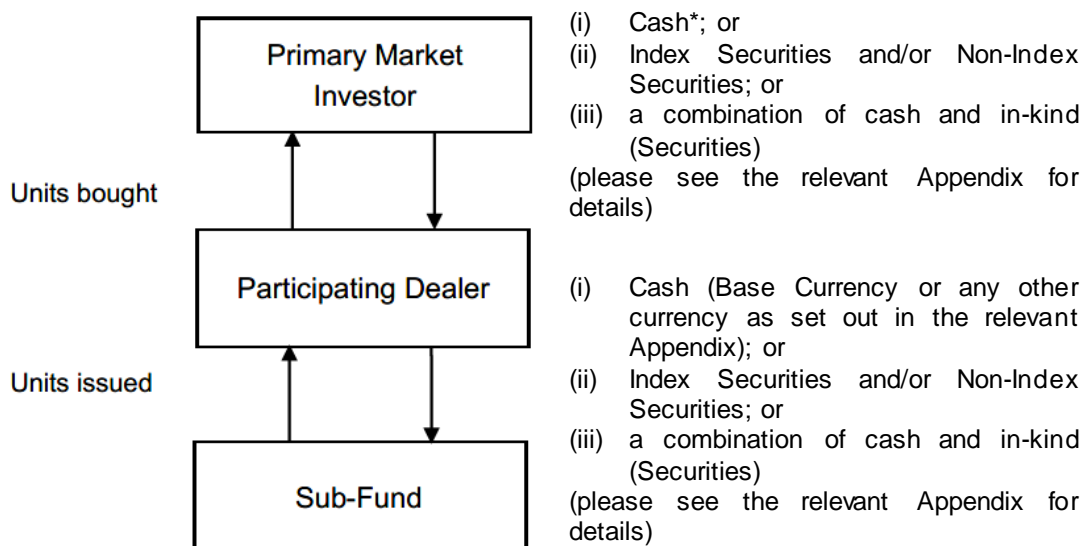 Primary Market
Investor
(i) Cash*; or
(ii) Index Securities and/or Non-Index
Securities; or
(iii) a combination of cash and in-kind
(Securities)
(please see the relevant Appendix for
details)
Units bought
Participating Dealer
(i) Cash (Base Currency or any other
currency as set out in the relevant
Appendix); or
(ii) Index Securities and/or Non-Index
Securities; or
(iii) a combination of cash and in-kind
(Securities)
(please see the relevant Appendix for
details)
Units issued
Sub-Fund